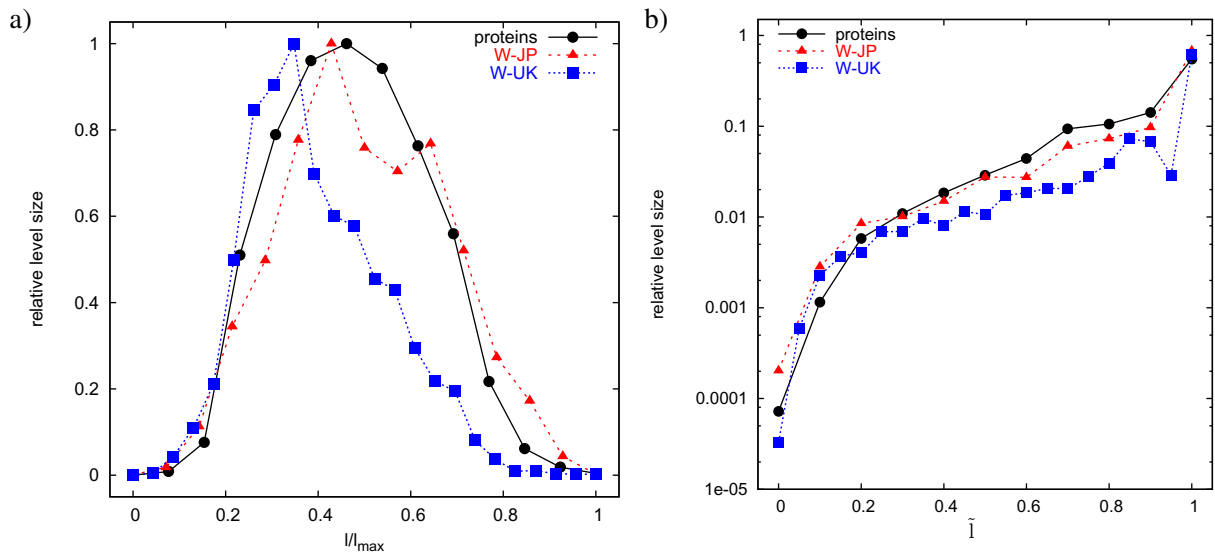 a)
relative level size
1
0.8
0.6
0.4
0.2
0
0 0.2 0.4 0.6 0.8 1
l/l_max
proteins
W-JP
W-UK
b)
relative level size
1
0.1
0.01
0.001
0.0001
1e-05
0 0.2 0.4 0.6 0.8 1
l̃
proteins
W-JP
W-UK